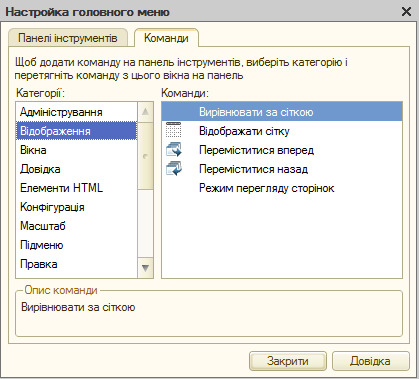 Настройка головного меню
Панелі інструментів
Команди
Щоб додати команду на панель інструментів, виберіть категорію і
перетягніть команду з цього вікна на панель
Категорії:
Адміністрування
Відображення
Вікна
Довідка
Елементи HTML
Конфігурація
Масштаб
Підменю
Правка
Команди:
Вирівнювати за сіткою
Відображати сітку
Переміститися вперед
Переміститися назад
Режим перегляду сторінок
Опис команди
Вирівнювати за сіткою
Закрити
Довідка